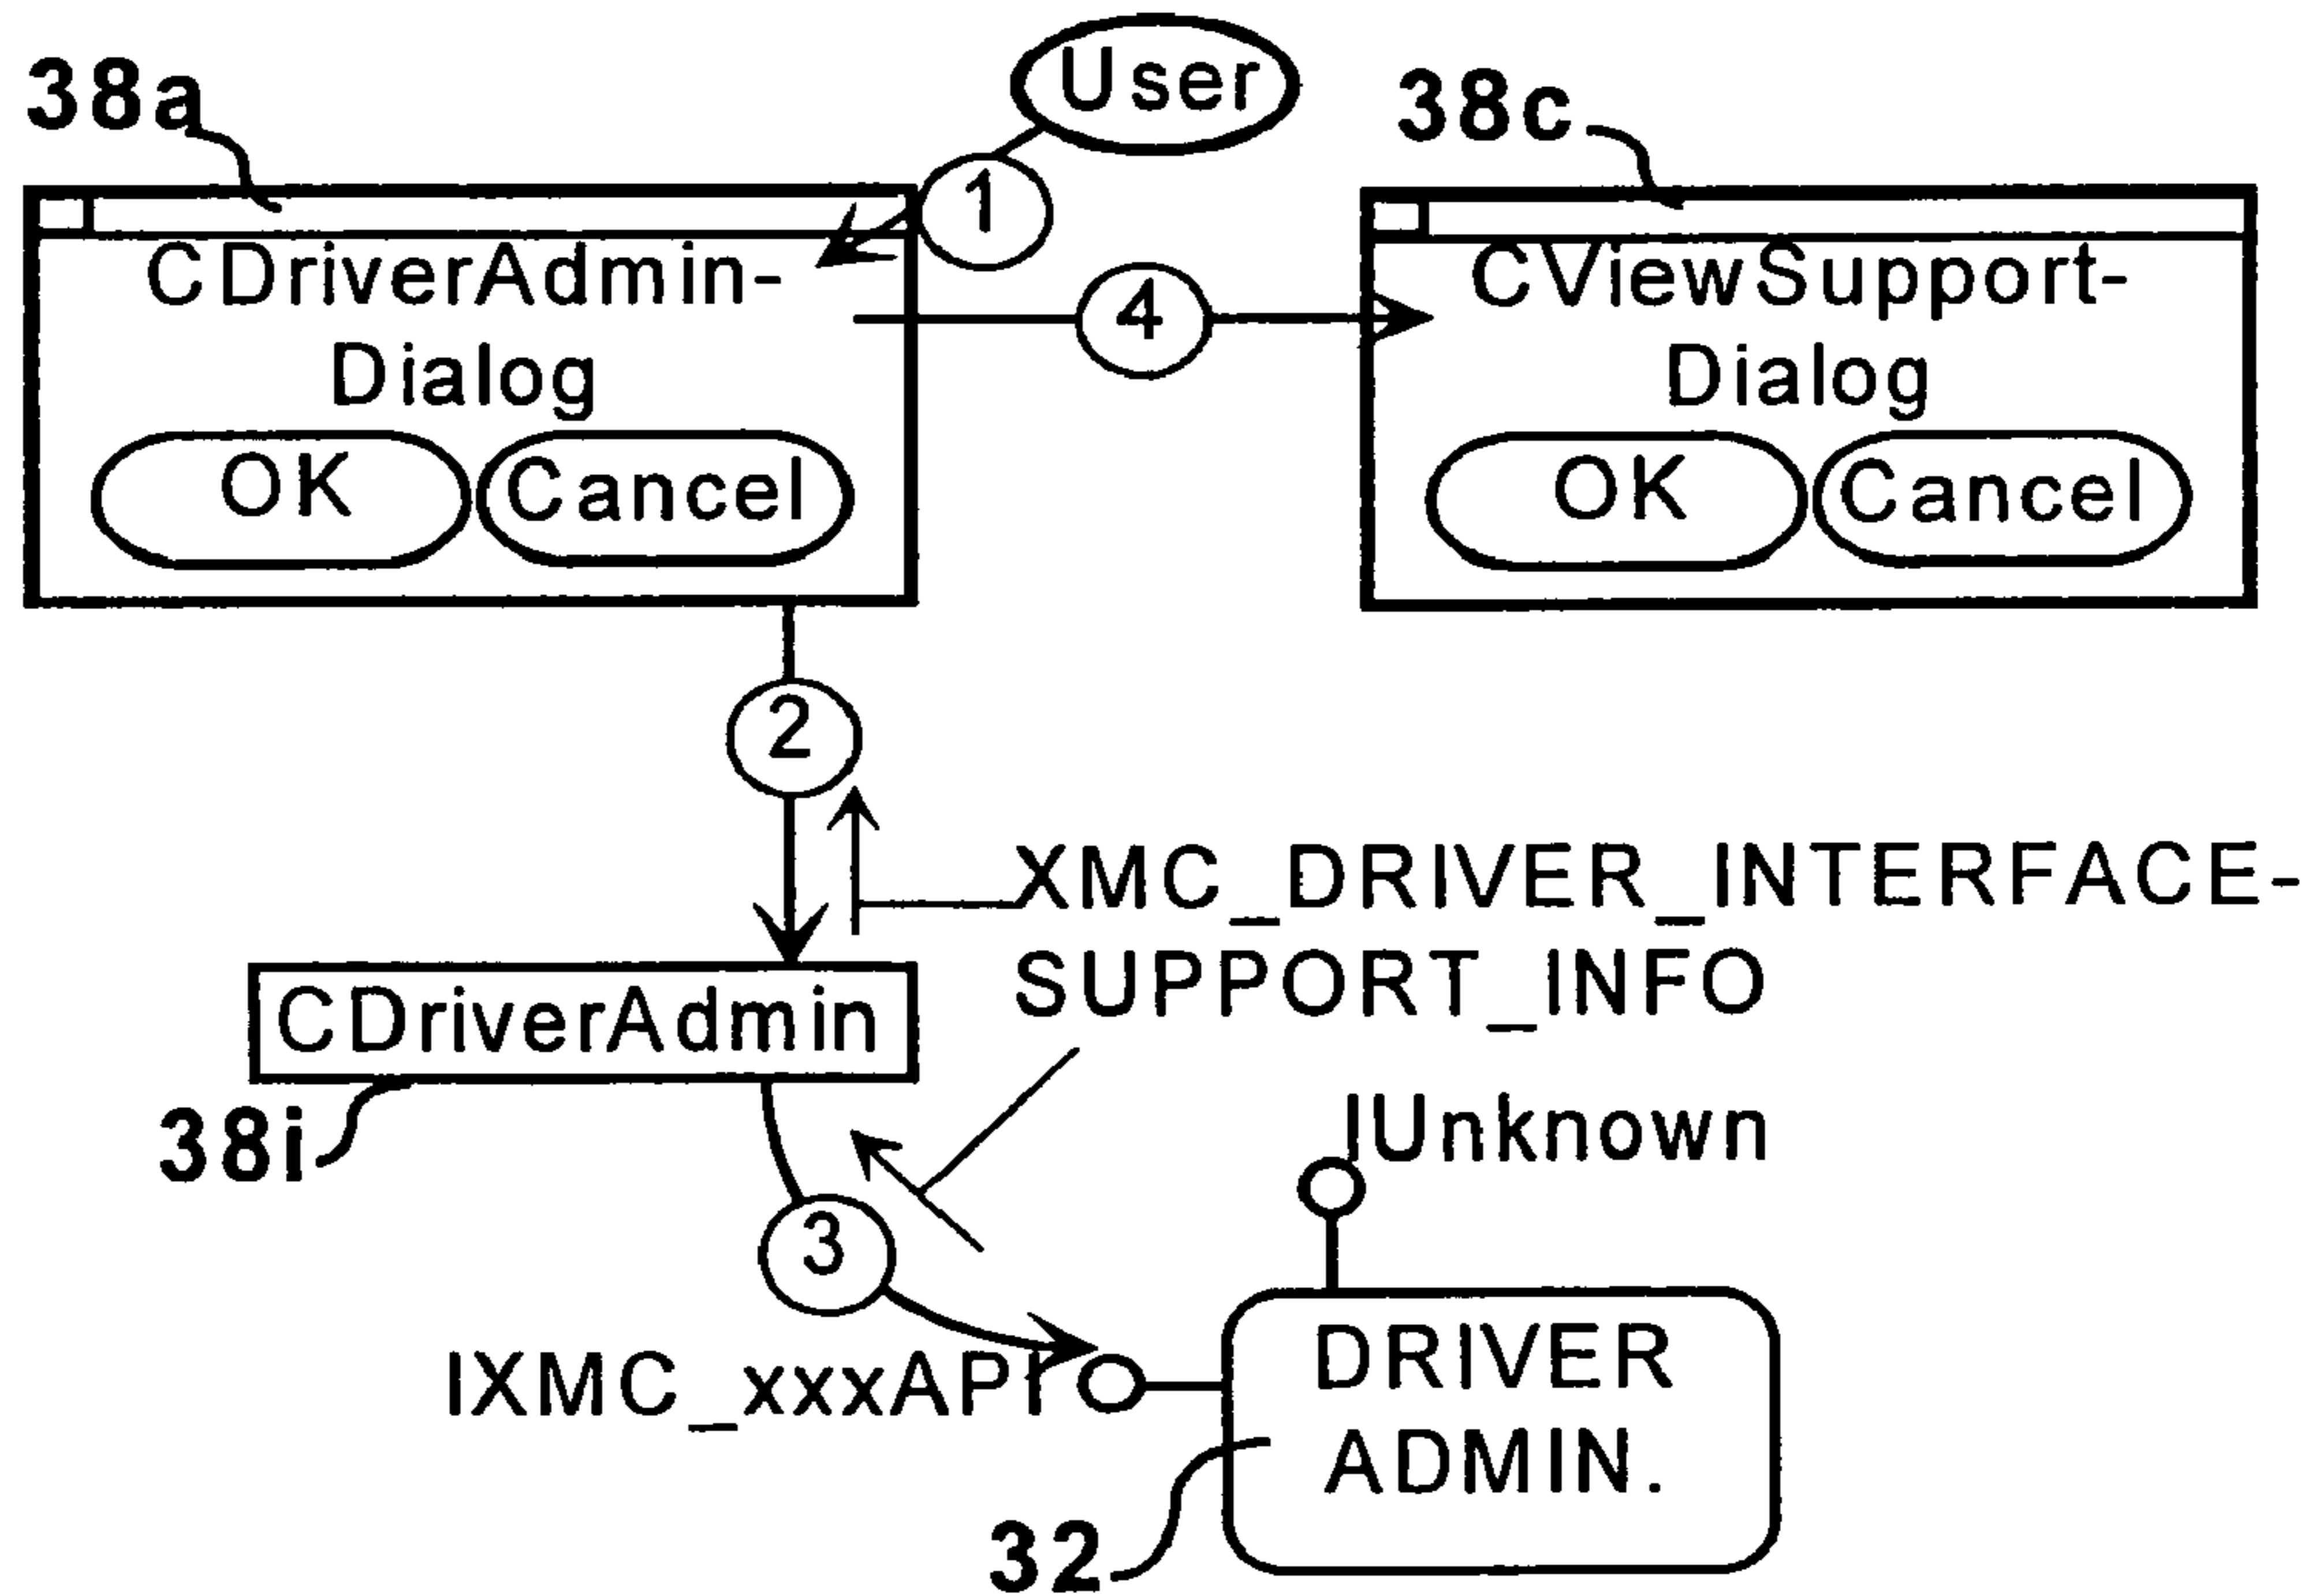 User
38a
38c
1
CDriverAdmin-
Dialog
OK
Cancel
4
CViewSupport-
Dialog
OK
Cancel
2
XMC_DRIVER_INTERFACE-
SUPPORT_INFO
CDriverAdmin
38i
IUnknown
3
IXMC_xxxAPI
DRIVER
ADMIN.
32